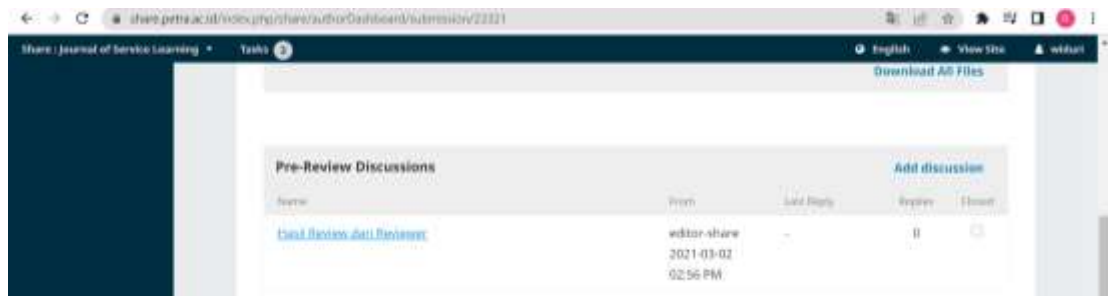 share.petra.ac.id/index.php/share/authorDashboard/submission/22321
Share : Journal of Service Learning Tasks 3 English View Site widuri
Download All Files
Pre-Review Discussions Add discussion
Name From Last Reply Replies Closed
Hasil Review dari Reviewer editor-share - 0
2021-03-02
02:56 PM